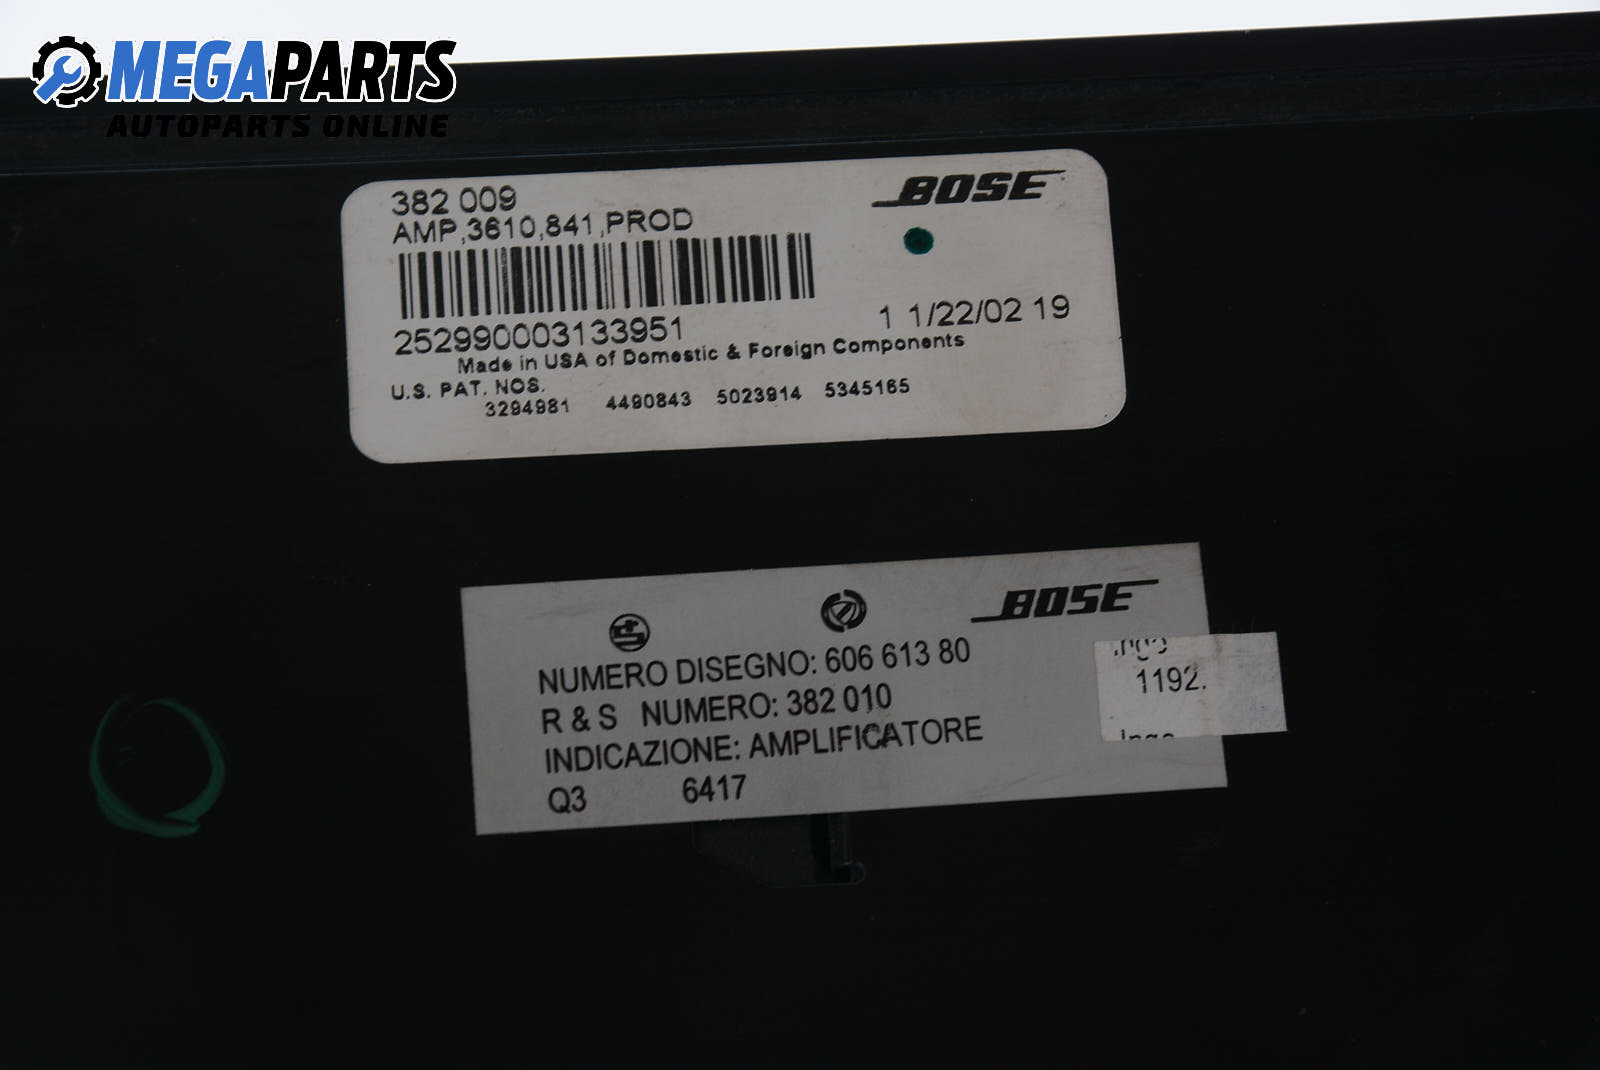 MEGAPARTS
AUTOPARTS ONLINE
382 009
AMP,3610,841,PROD
BOSE
252990003133951
1 1/22/02 19
Made in USA of Domestic & Foreign Components
U.S. PAT. NOS.
3294981 4490843 5023914 5345165
BOSE
NUMERO DISEGNO: 606 613 80
R & S NUMERO: 382 010
INDICAZIONE: AMPLIFICATORE
Q3 6417
1192.